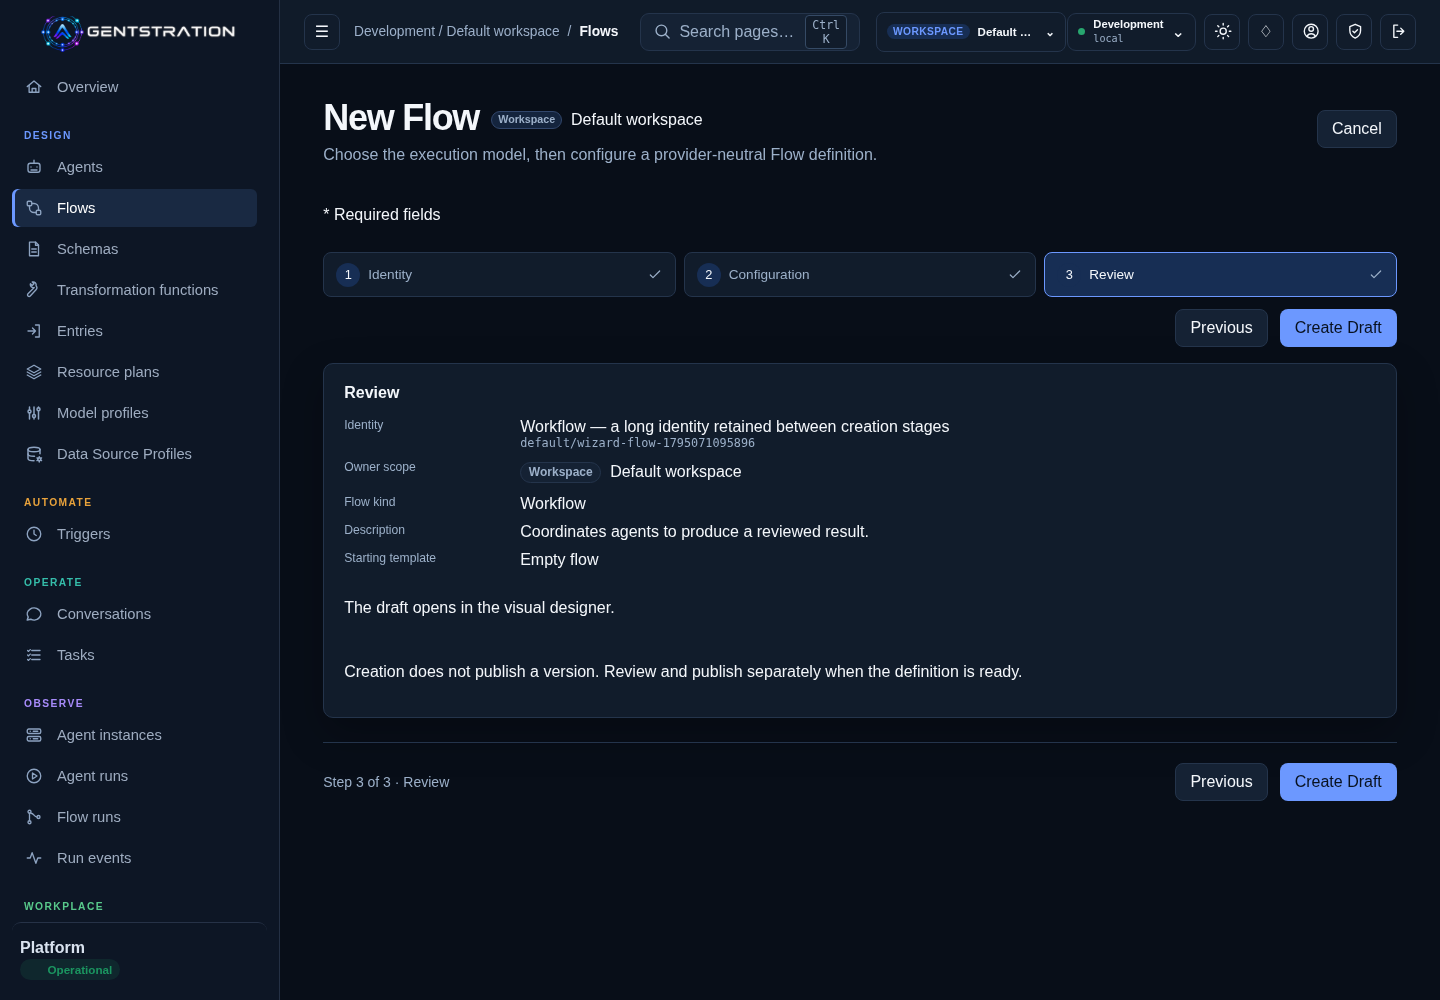 GENTSTRATION
Overview
DESIGN
Agents
Flows
Schemas
Transformation functions
Entries
Resource plans
Model profiles
Data Source Profiles
AUTOMATE
Triggers
OPERATE
Conversations
Tasks
OBSERVE
Agent instances
Agent runs
Flow runs
Run events
WORKPLACE
Platform
Operational
Development / Default workspace / Flows
Search pages… Ctrl K
WORKSPACE Default …
Development
local
New Flow Workspace Default workspace
Choose the execution model, then configure a provider-neutral Flow definition.
Cancel
* Required fields
1 Identity
2 Configuration
3 Review
Previous Create Draft
Review
Identity Workflow — a long identity retained between creation stages
default/wizard-flow-1795071095896
Owner scope Workspace Default workspace
Flow kind Workflow
Description Coordinates agents to produce a reviewed result.
Starting template Empty flow
The draft opens in the visual designer.
Creation does not publish a version. Review and publish separately when the definition is ready.
Step 3 of 3 · Review
Previous Create Draft